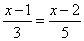 (x-1)/3 = (x-2)/5